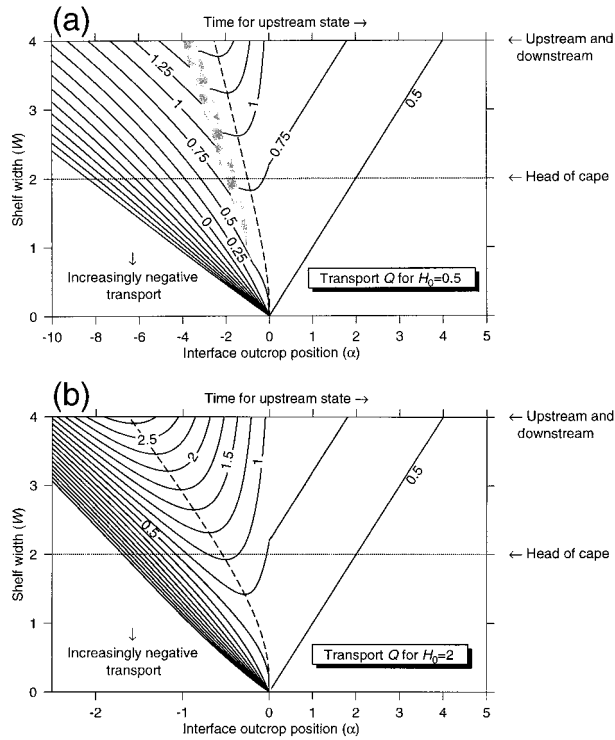 (a)
Time for upstream state →
4
3
2
1
0
Shelf width (W)
← Upstream and
downstream
← Head of cape
1.25
1
0.75
0.5
0.25
0
1
0.75
0.5
↓
Increasingly negative
transport
Transport Q for H₀=0.5
-10 -9 -8 -7 -6 -5 -4 -3 -2 -1 0 1 2 3 4 5
Interface outcrop position (α)
(b)
Time for upstream state →
4
3
2
1
0
Shelf width (W)
← Upstream and
downstream
← Head of cape
2.5
2
1.5
1
0.5
0.5
↓
Increasingly negative
transport
Transport Q for H₀=2
-2 -1 0 1 2 3 4 5
Interface outcrop position (α)